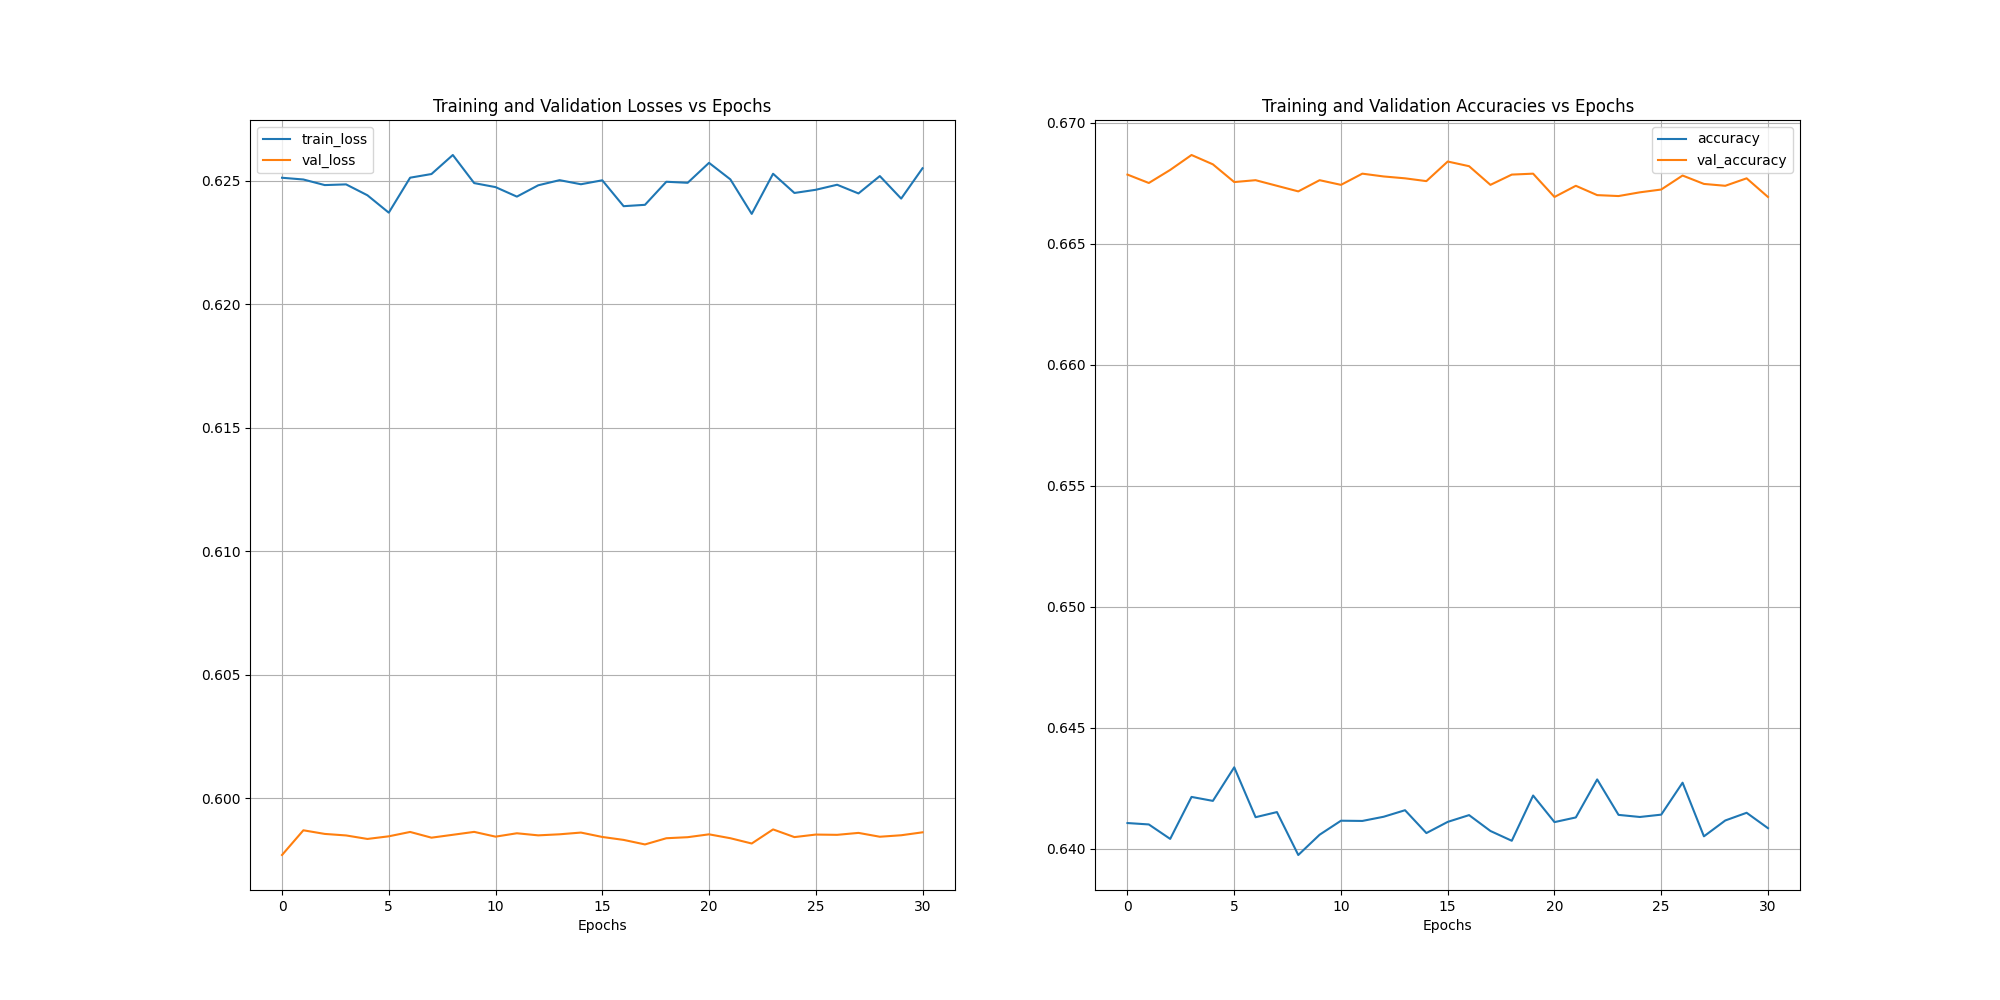 Training and Validation Losses vs Epochs
train_loss
val_loss
0.625
0.620
0.615
0.610
0.605
0.600
0 5 10 15 20 25 30
Epochs
Training and Validation Accuracies vs Epochs
accuracy
val_accuracy
0.670
0.665
0.660
0.655
0.650
0.645
0.640
0 5 10 15 20 25 30
Epochs